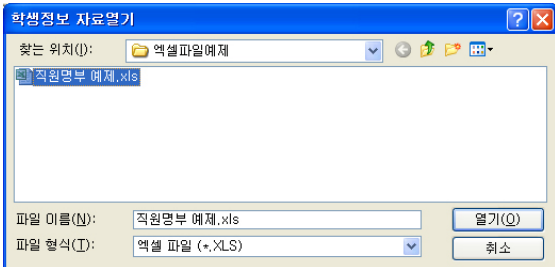 학생정보 자료열기
찾는 위치(I): 엑셀파일예제
직원명부 예제.xls
파일 이름(N): 직원명부 예제.xls 열기(O)
파일 형식(T): 엑셀 파일 (*.XLS) 취소